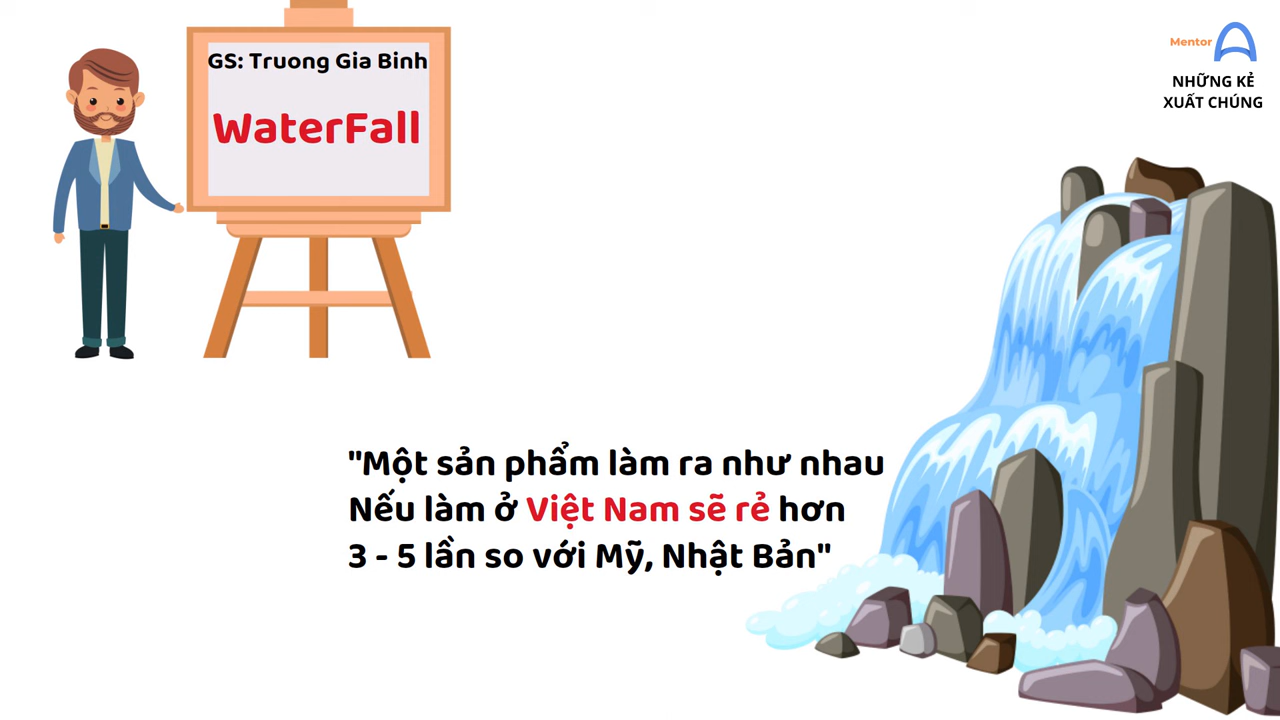 GS: Truong Gia Binh
WaterFall
Mentor
NHỮNG KẺ
XUẤT CHÚNG
"Một sản phẩm làm ra như nhau
Nếu làm ở Việt Nam sẽ rẻ hơn
3 - 5 lần so với Mỹ, Nhật Bản"